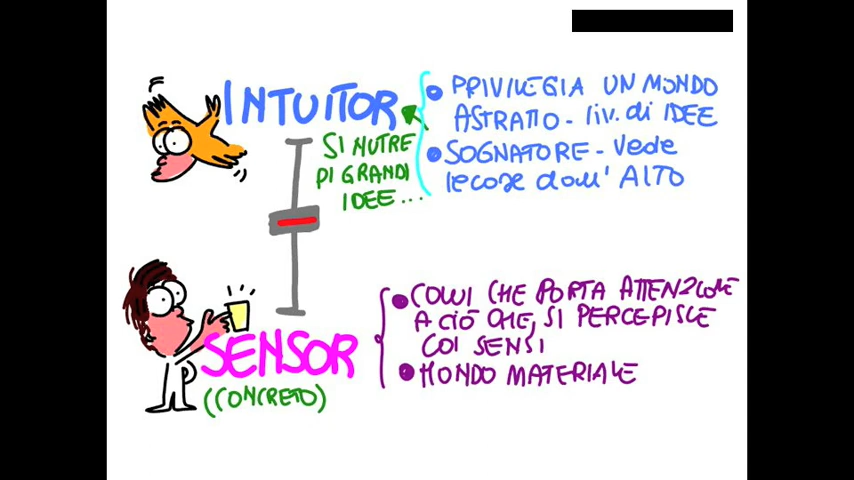 INTUITOR
SI NUTRE
DI GRANDI
IDEE...
PRIVILEGIA UN MONDO
ASTRATTO - liv. di IDEE
SOGNATORE - Vede
le cose dall' ALTO
SENSOR
(CONCRETO)
COLUI CHE PORTA ATTENZIONE
A CIÒ CHE SI PERCEPISCE
COI SENSI
MONDO MATERIALE